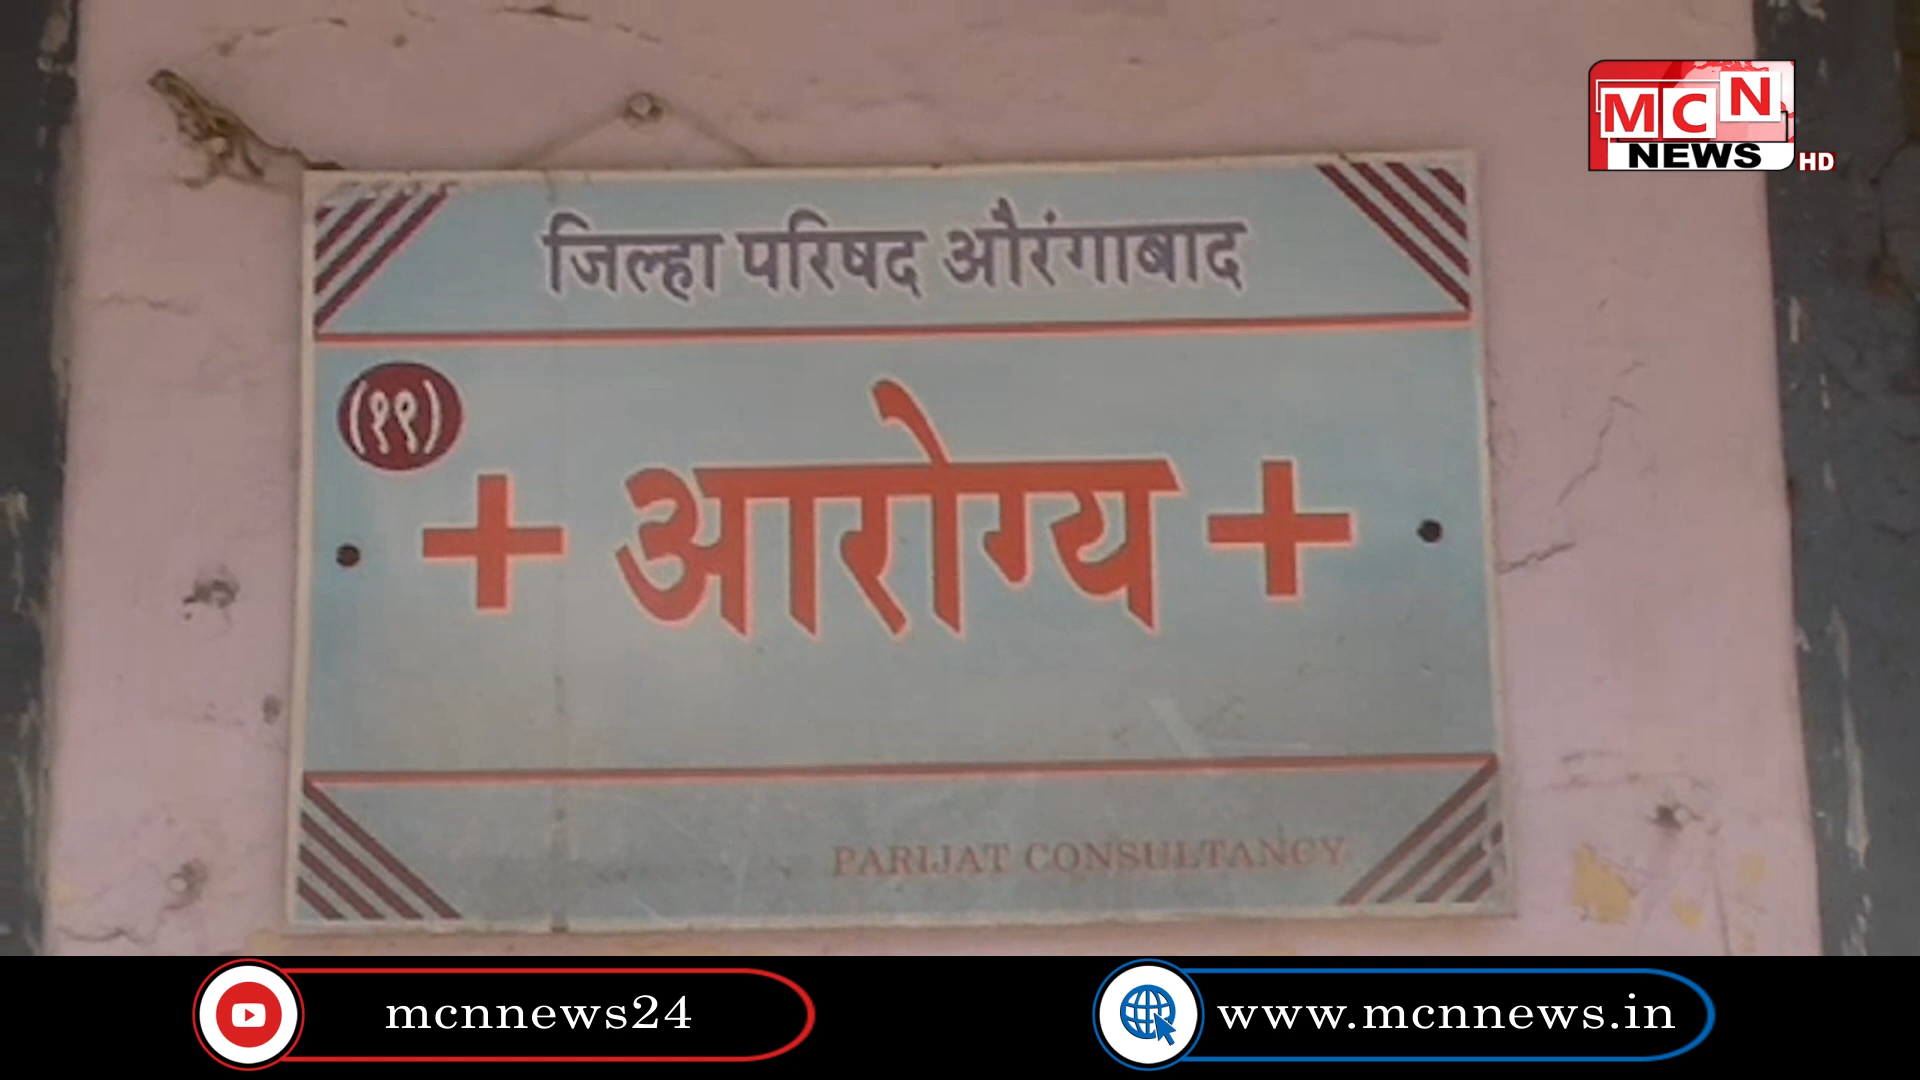 MCN
NEWS HD
जिल्हा परिषद औरंगाबाद
(११)
+ आरोग्य +
PARIJAT CONSULTANCY
mcnnews24
www.mcnnews.in